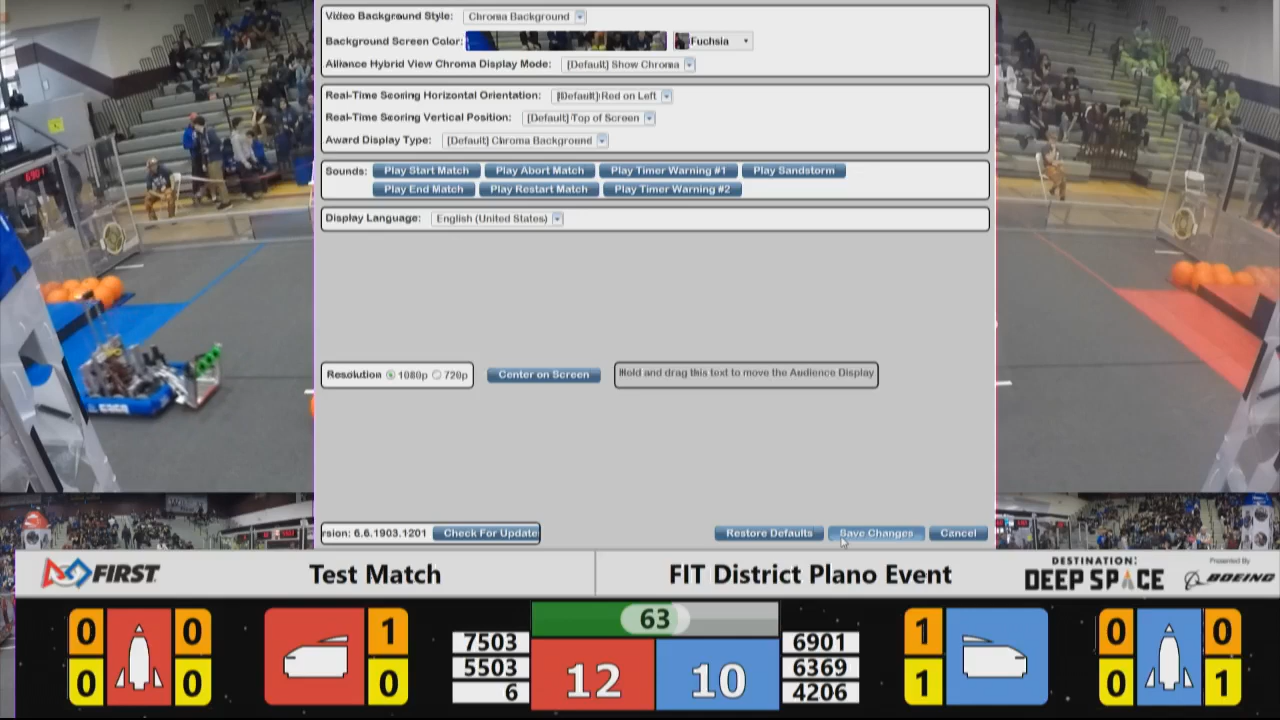 Video Background Style: Chroma Background
Background Screen Color: Fuchsia
Alliance Hybrid View Chroma Display Mode: [Default] Show Chroma
Real-Time Scoring Horizontal Orientation: [Default] Red on Left
Real-Time Scoring Vertical Position: [Default] Top of Screen
Award Display Type: [Default] Chroma Background
Sounds: Play Start Match Play Abort Match Play Timer Warning #1 Play Sandstorm
Play End Match Play Restart Match Play Timer Warning #2
Display Language: English (United States)
Resolution 1080p 720p Center on Screen Hold and drag this text to move the Audience Display
rsion: 6.6.1903.1201 Check For Update Restore Defaults Save Changes Cancel
FIRST Test Match FIT District Plano Event DESTINATION: DEEP SPACE Presented By BOEING
0 0 1 7503 63 6901 1 0 0
5503 12 10 6369
0 0 0 6 4206 1 0 1